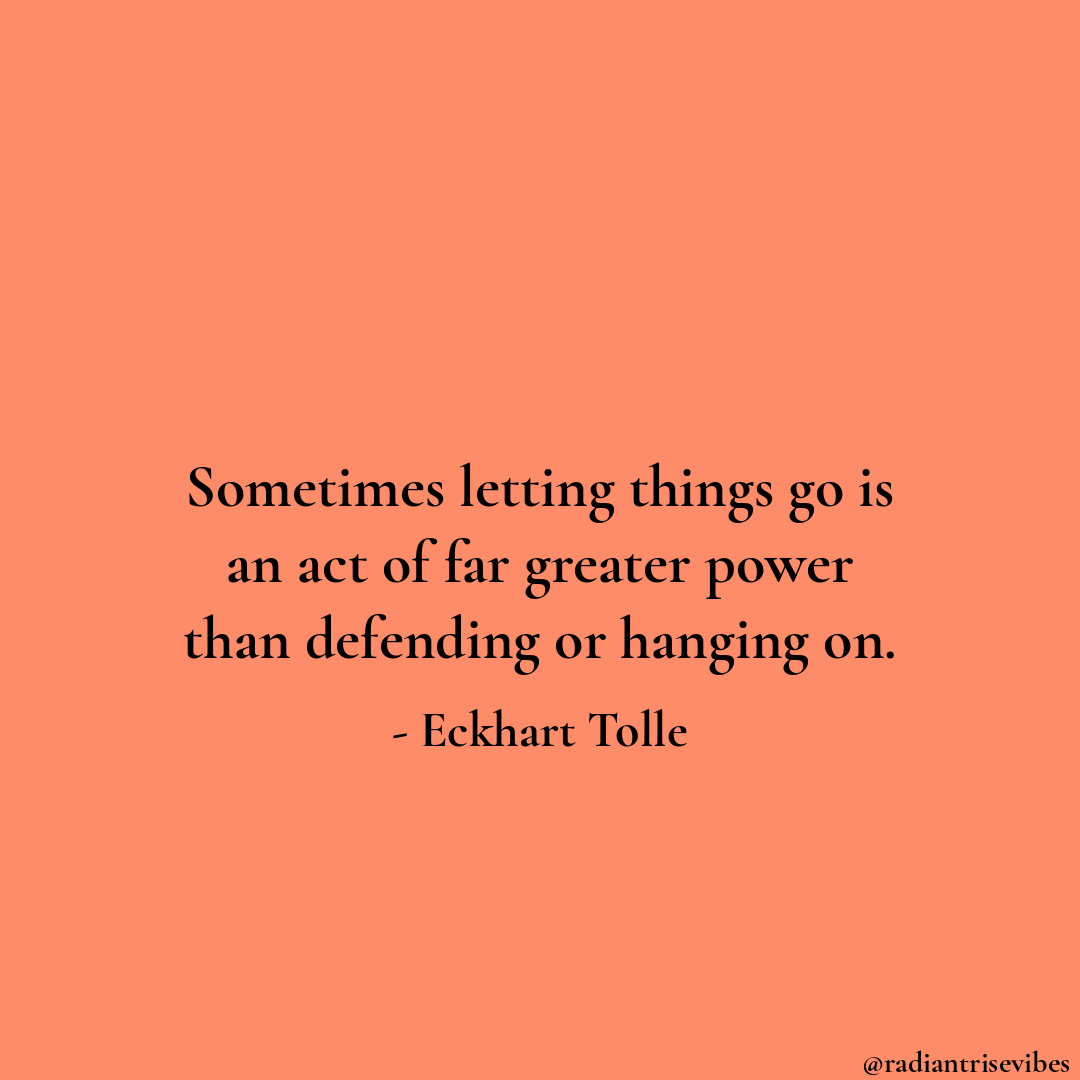 Sometimes letting things go is
an act of far greater power
than defending or hanging on.
- Eckhart Tolle
@radiantrisevibes